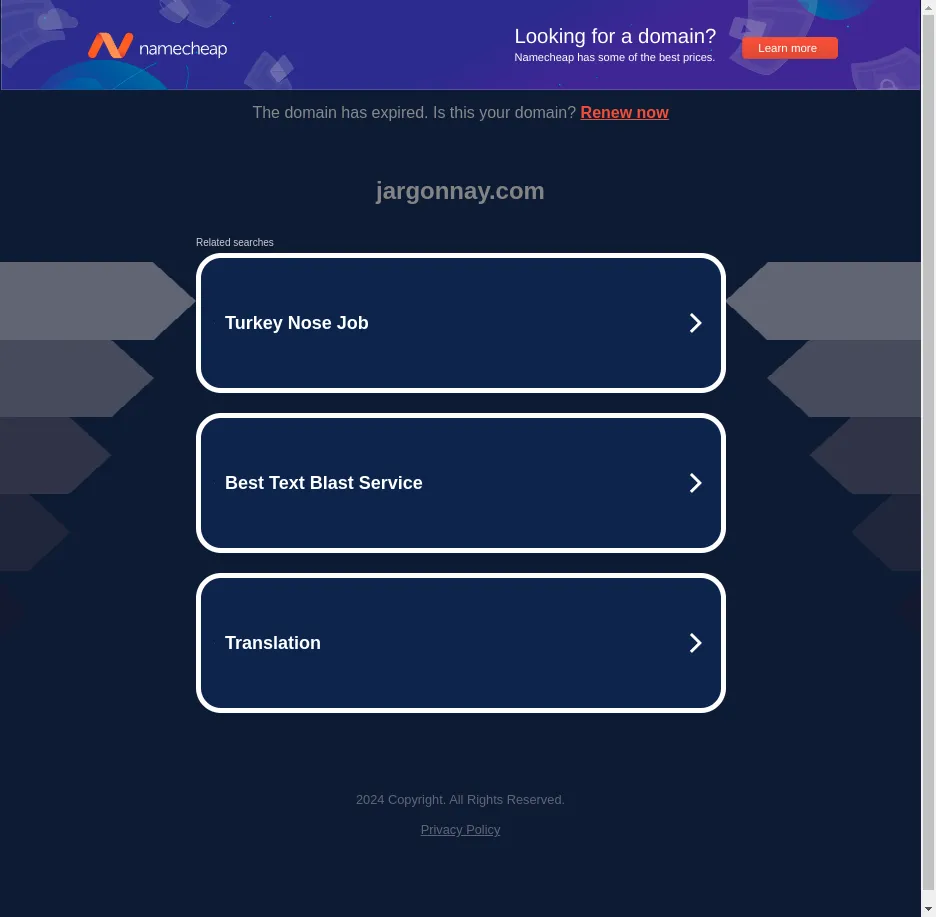 namecheap
Looking for a domain?
Namecheap has some of the best prices.
Learn more
The domain has expired. Is this your domain? Renew now
jargonnay.com
Related searches
Turkey Nose Job
Best Text Blast Service
Translation
2024 Copyright. All Rights Reserved.
Privacy Policy